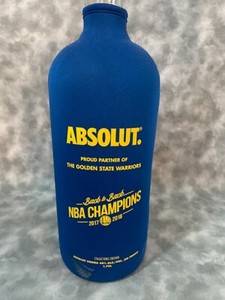 ABSOLUT.
PROUD PARTNER OF
THE GOLDEN STATE WARRIORS
Back to Back
NBA CHAMPIONS
2017 2018